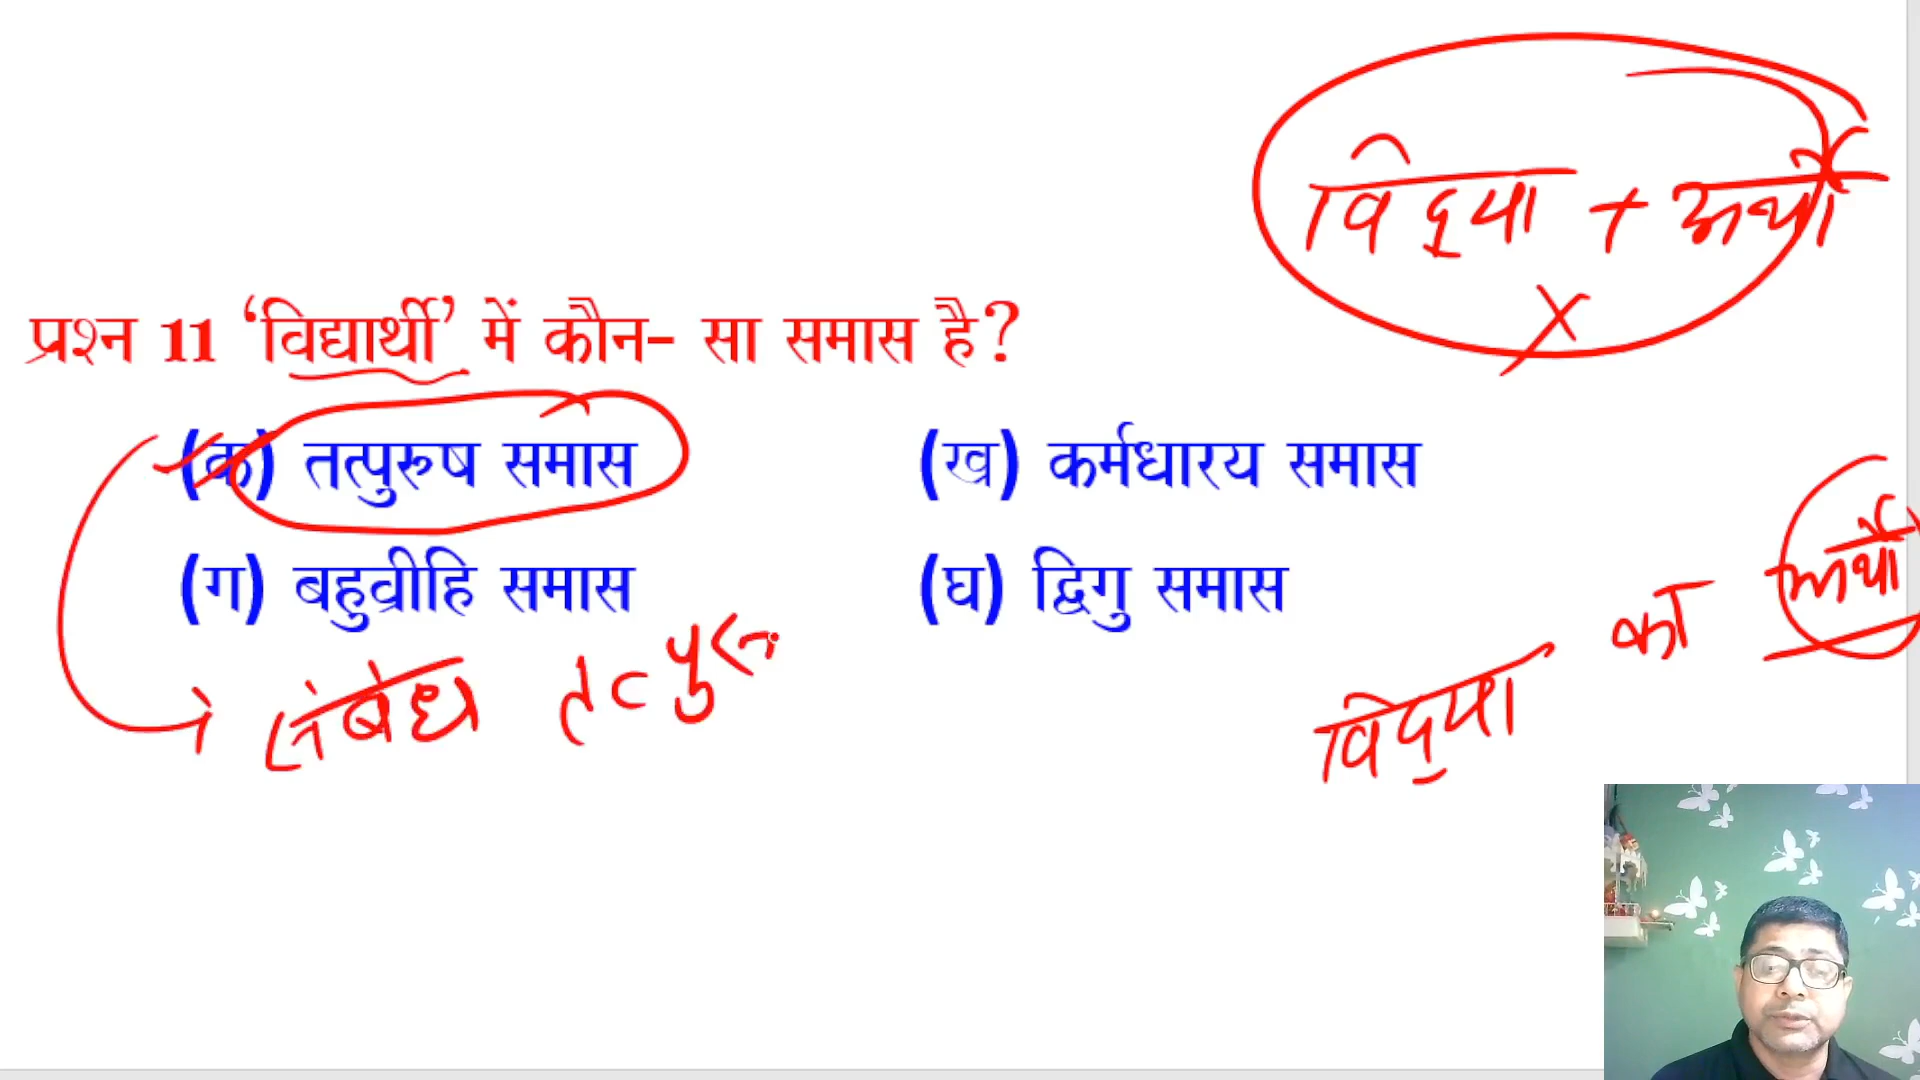 विद्या + अर्थी
X
प्रश्न 11 ‘विद्यार्थी’ में कौन- सा समास है?
(क) तत्पुरुष समास (ख) कर्मधारय समास
(ग) बहुव्रीहि समास (घ) द्विगु समास
विद्या का अर्थी
संबंध